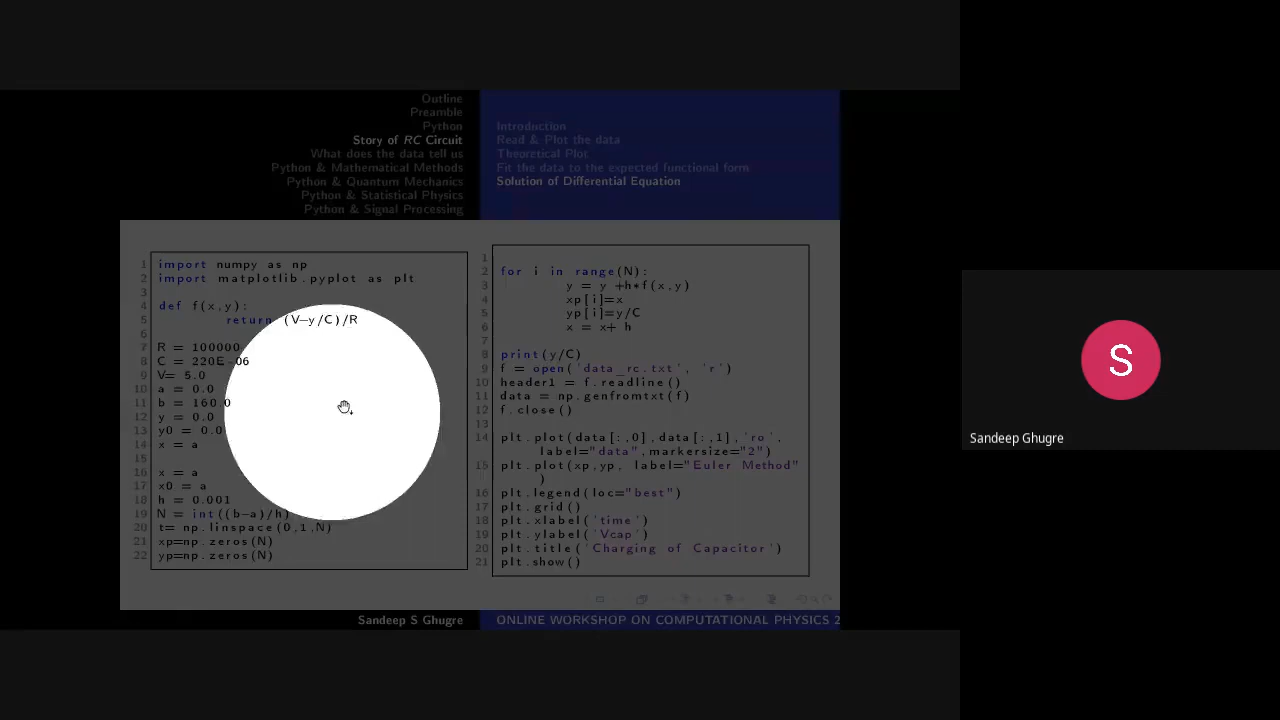 Outline
Preamble
Python
Story of RC Circuit
What does the data tell us
Python & Mathematical Methods
Python & Quantum Mechanics
Python & Statistical Physics
Python & Signal Processing
Introduction
Read & Plot the data
Theoretical Plot
Fit the data to the expected functional form
Solution of Differential Equation
1 import numpy as np
2 import matplotlib.pyplot as plt
3
4 def f(x,y):
5 return (V-y/C)/R
6
7 R = 100000
8 C = 220E-06
9 V= 5.0
10 a = 0.0
11 b = 160.0
12 y = 0.0
13 y0 = 0.0
14 x = a
15
16 x = a
17 x0 = a
18 h = 0.001
19 N = int((b-a)/h)
20 t= np.linspace(0,1,N)
21 xp=np.zeros(N)
22 yp=np.zeros(N)
1
2 for i in range(N):
3 y = y +h*f(x,y)
4 xp[i]=x
5 yp[i]=y/C
6 x = x+ h
7
8 print(y/C)
9 f = open('data_rc.txt', 'r')
10 header1 = f.readline()
11 data = np.genfromtxt(f)
12 f.close()
13
14 plt.plot(data[:,0],data[:,1],'ro',
label="data",markersize="2")
15 plt.plot(xp,yp, label="Euler Method"
)
16 plt.legend(loc="best")
17 plt.grid()
18 plt.xlabel('time')
19 plt.ylabel('Vcap')
20 plt.title('Charging of Capacitor')
21 plt.show()
Sandeep S Ghugre
ONLINE WORKSHOP ON COMPUTATIONAL PHYSICS 2
S
Sandeep Ghugre